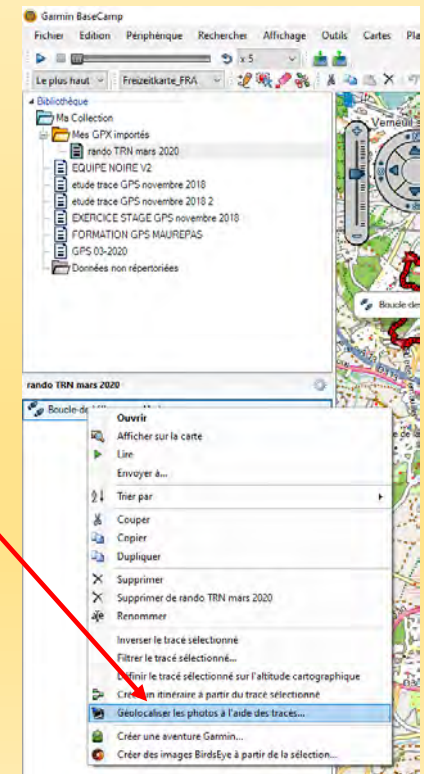 Garmin BaseCamp
Fichier Edition Périphérique Rechercher Affichage Outils Cartes
x 5
Le plus haut Freizeitkarte_FRA
Bibliothèque
Ma Collection
Mes GPX importés
rando TRN mars 2020
EQUIPE NOIRE V2
etude trace GPS novembre 2018
etude trace GPS novembre 2018 2
EXERCICE STAGE GPS novembre 2018
FORMATION GPS MAUREPAS
GPS 03-2020
Données non répertoriées
Verneuil
Boucle de
rando TRN mars 2020
Boucle-de
Ouvrir
Afficher sur la carte
Lire
Envoyer à...
Trier par
Couper
Copier
Dupliquer
Supprimer
Supprimer de rando TRN mars 2020
Renommer
Inverser le tracé sélectionné
Filtrer le tracé sélectionné...
Définir le tracé sélectionné sur l'altitude cartographique
Créer un itinéraire à partir du tracé sélectionné
Géolocaliser les photos à l'aide des tracés...
Créer une aventure Garmin...
Créer des images BirdsEye à partir de la sélection...